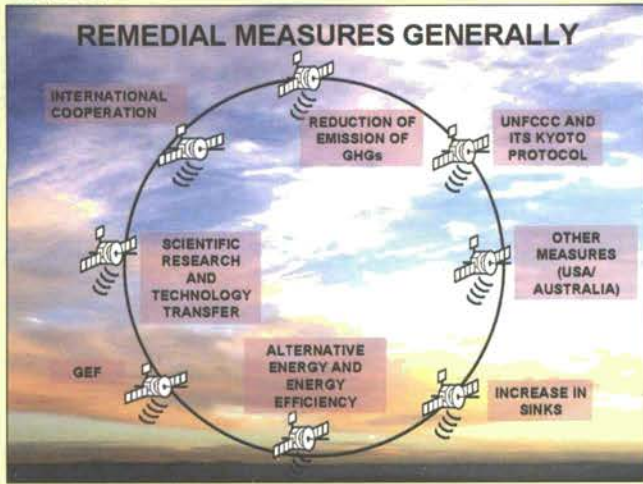 REMEDIAL MEASURES GENERALLY
INTERNATIONAL
COOPERATION
REDUCTION OF
EMISSION OF
GHGs
UNFCCC AND
ITS KYOTO
PROTOCOL
SCIENTIFIC
RESEARCH
AND
TECHNOLOGY
TRANSFER
OTHER
MEASURES
(USA/
AUSTRALIA)
GEF
ALTERNATIVE
ENERGY AND
ENERGY
EFFICIENCY
INCREASE IN
SINKS